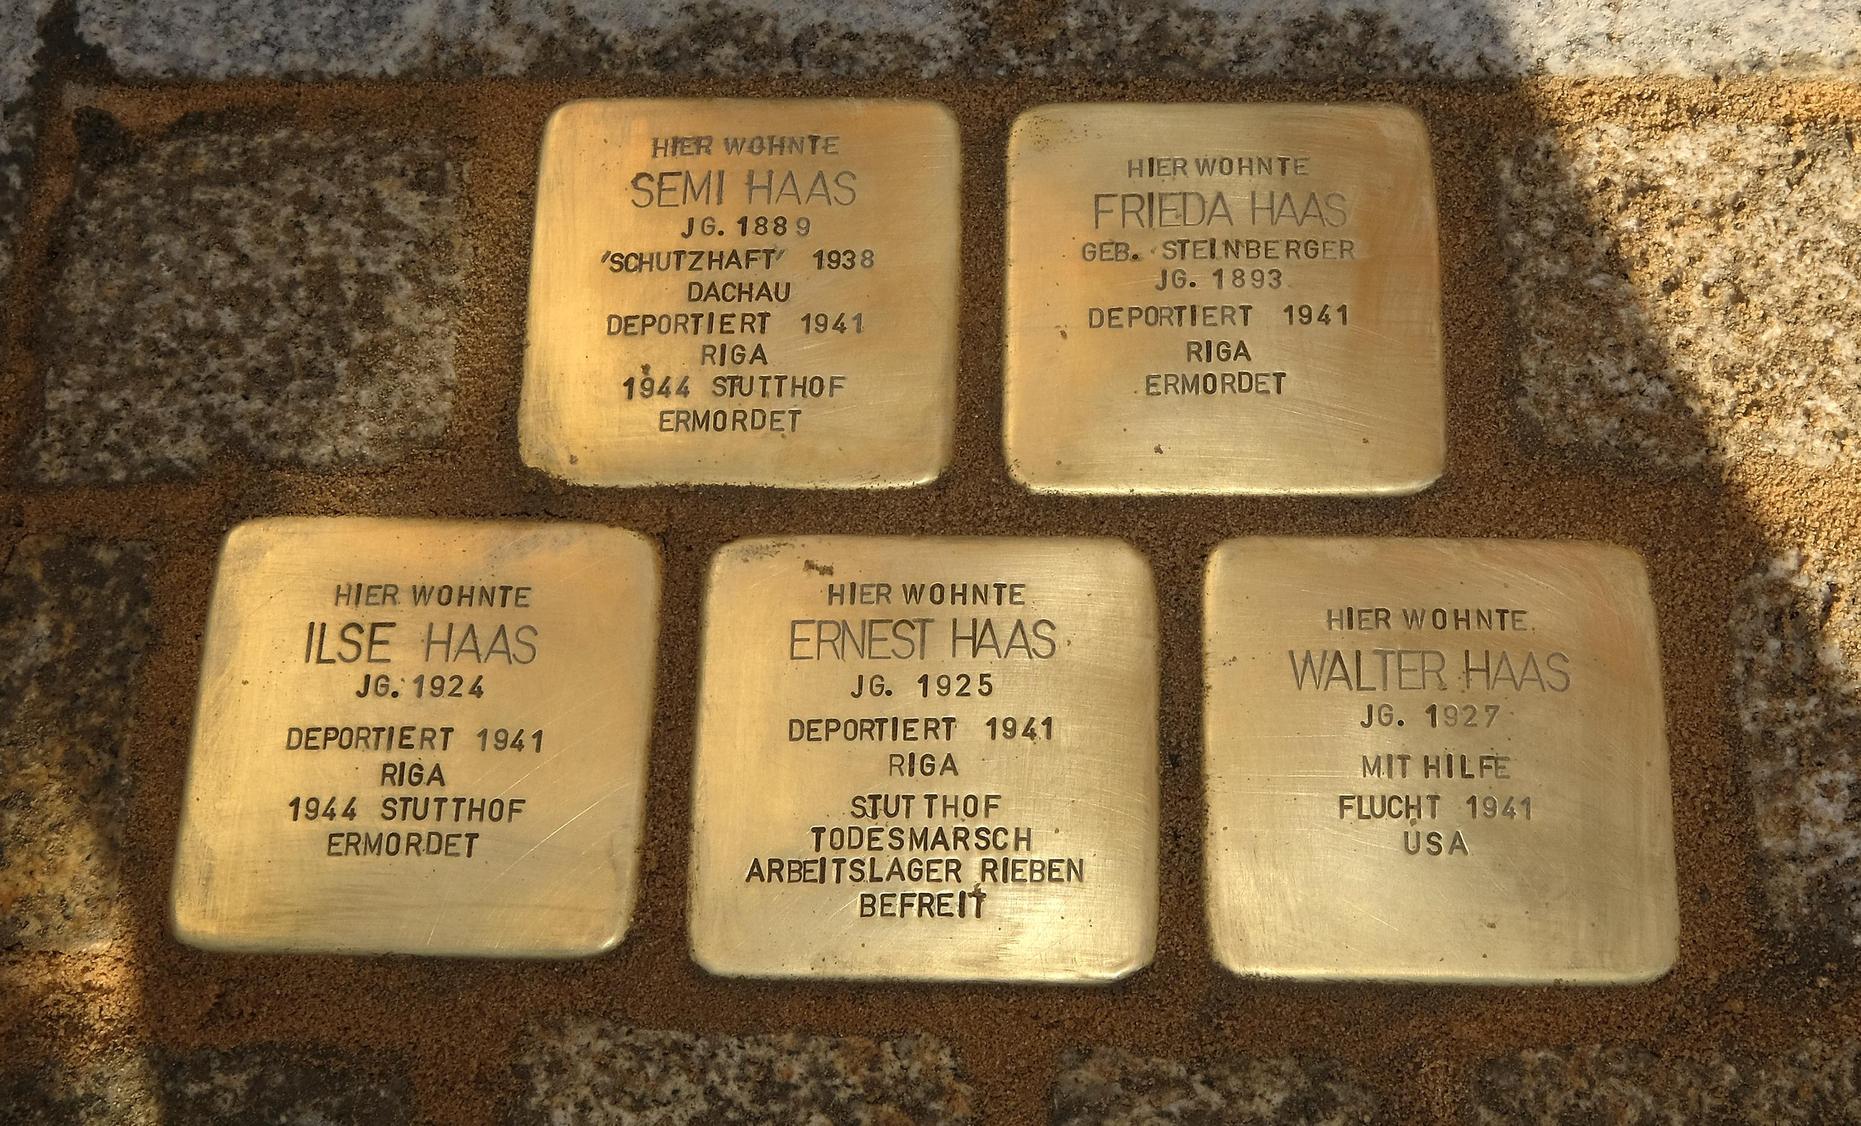 HIER WOHNTE
SEMI HAAS
JG. 1889
"SCHUTZHAFT" 1938
DACHAU
DEPORTIERT 1941
RIGA
1944 STUTTHOF
ERMORDET
HIER WOHNTE
FRIEDA HAAS
GEB. STEINBERGER
JG. 1893
DEPORTIERT 1941
RIGA
ERMORDET
HIER WOHNTE
ILSE HAAS
JG. 1924
DEPORTIERT 1941
RIGA
1944 STUTTHOF
ERMORDET
HIER WOHNTE
ERNEST HAAS
JG. 1925
DEPORTIERT 1941
RIGA
STUTTHOF
TODESMARSCH
ARBEITSLAGER RIEBEN
BEFREIT
HIER WOHNTE
WALTER HAAS
JG. 1927
MIT HILFE
FLUCHT 1941
USA